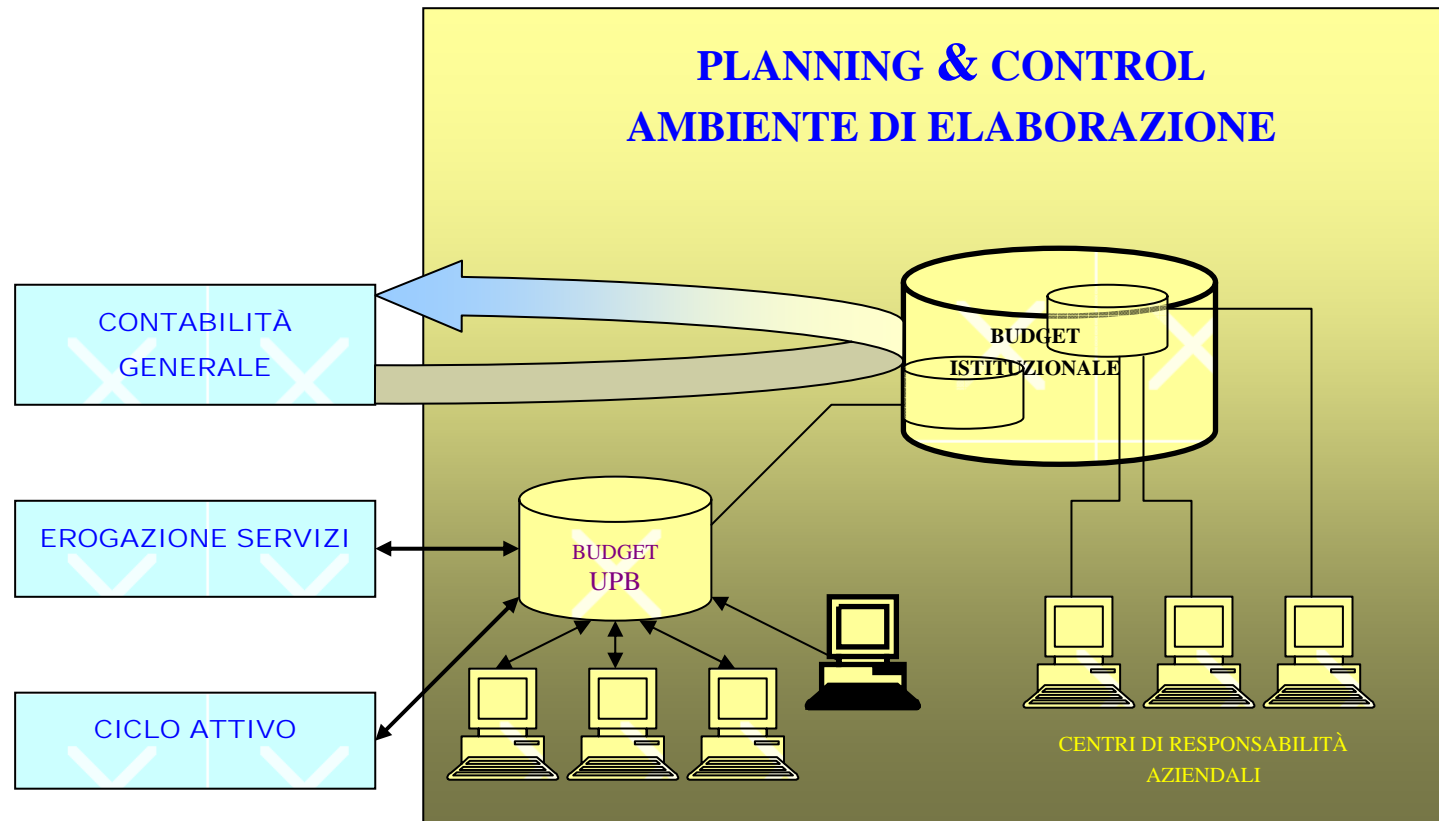 PLANNING & CONTROL
AMBIENTE DI ELABORAZIONE
CONTABILITÀ
GENERALE
BUDGET
ISTITUZIONALE
EROGAZIONE SERVIZI
BUDGET
UPB
CICLO ATTIVO
CENTRI DI RESPONSABILITÀ
AZIENDALI